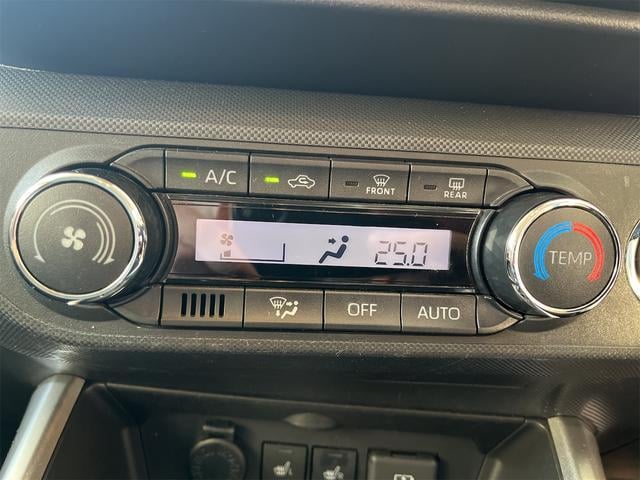 A/C
FRONT
REAR
25.0
TEMP
OFF
AUTO